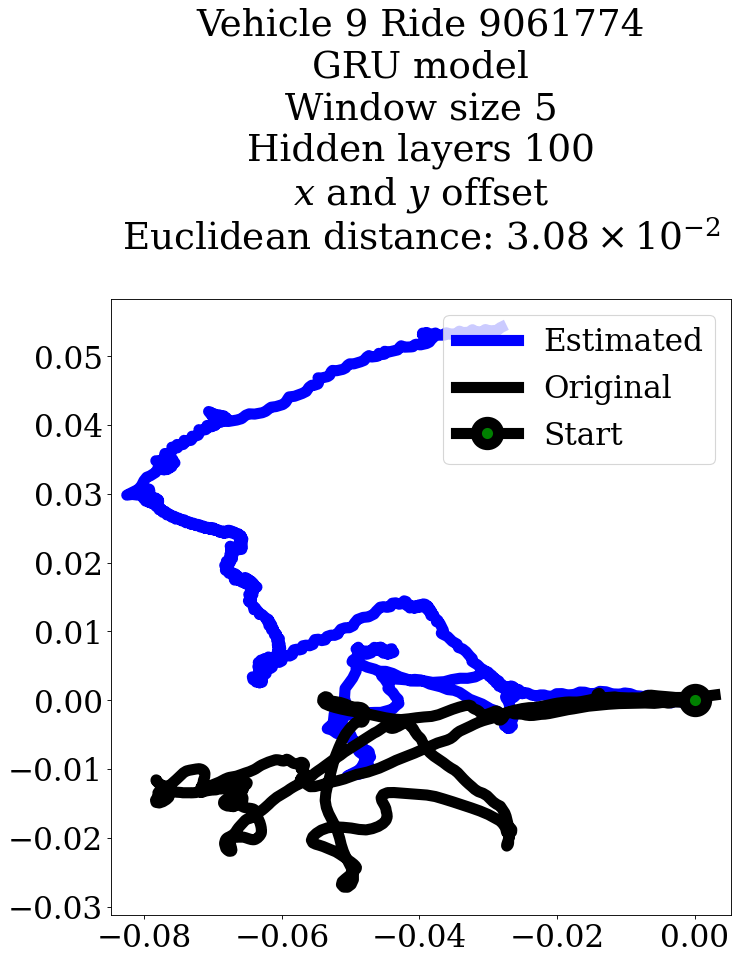 Vehicle 9 Ride 9061774
GRU model
Window size 5
Hidden layers 100
x and y offset
Euclidean distance: 3.08 × 10⁻²
Estimated
Original
Start
0.05
0.04
0.03
0.02
0.01
0.00
−0.01
−0.02
−0.03
−0.08 −0.06 −0.04 −0.02 0.00